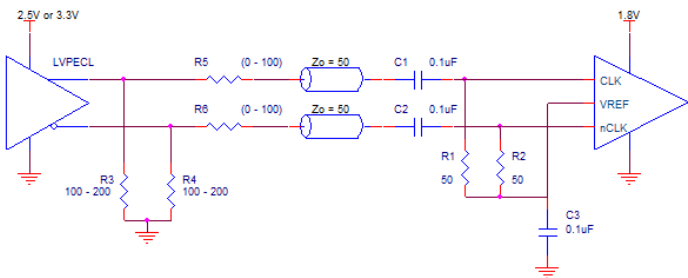 2.5V or 3.3V
1.8V
LVPECL
R5
(0 - 100)
Zo = 50
C1
0.1uF
CLK
R6
(0 - 100)
Zo = 50
C2
0.1uF
VREF
nCLK
R3
100 - 200
R4
100 - 200
R1
50
R2
50
C3
0.1uF